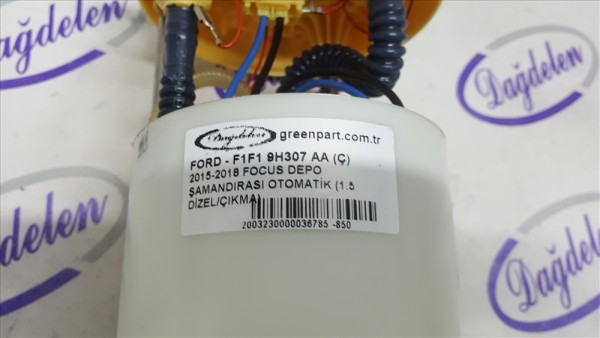 Dağdelen
Dağdelen
Dağdelen greenpart.com.tr
FORD - F1F1 9H307 AA (Ç)
2015-2018 FOCUS DEPO
ŞAMANDIRASI OTOMATİK (1.5
DİZEL/ÇIKMA)
2003230000036785 -850
Dağdelen
Dağdelen